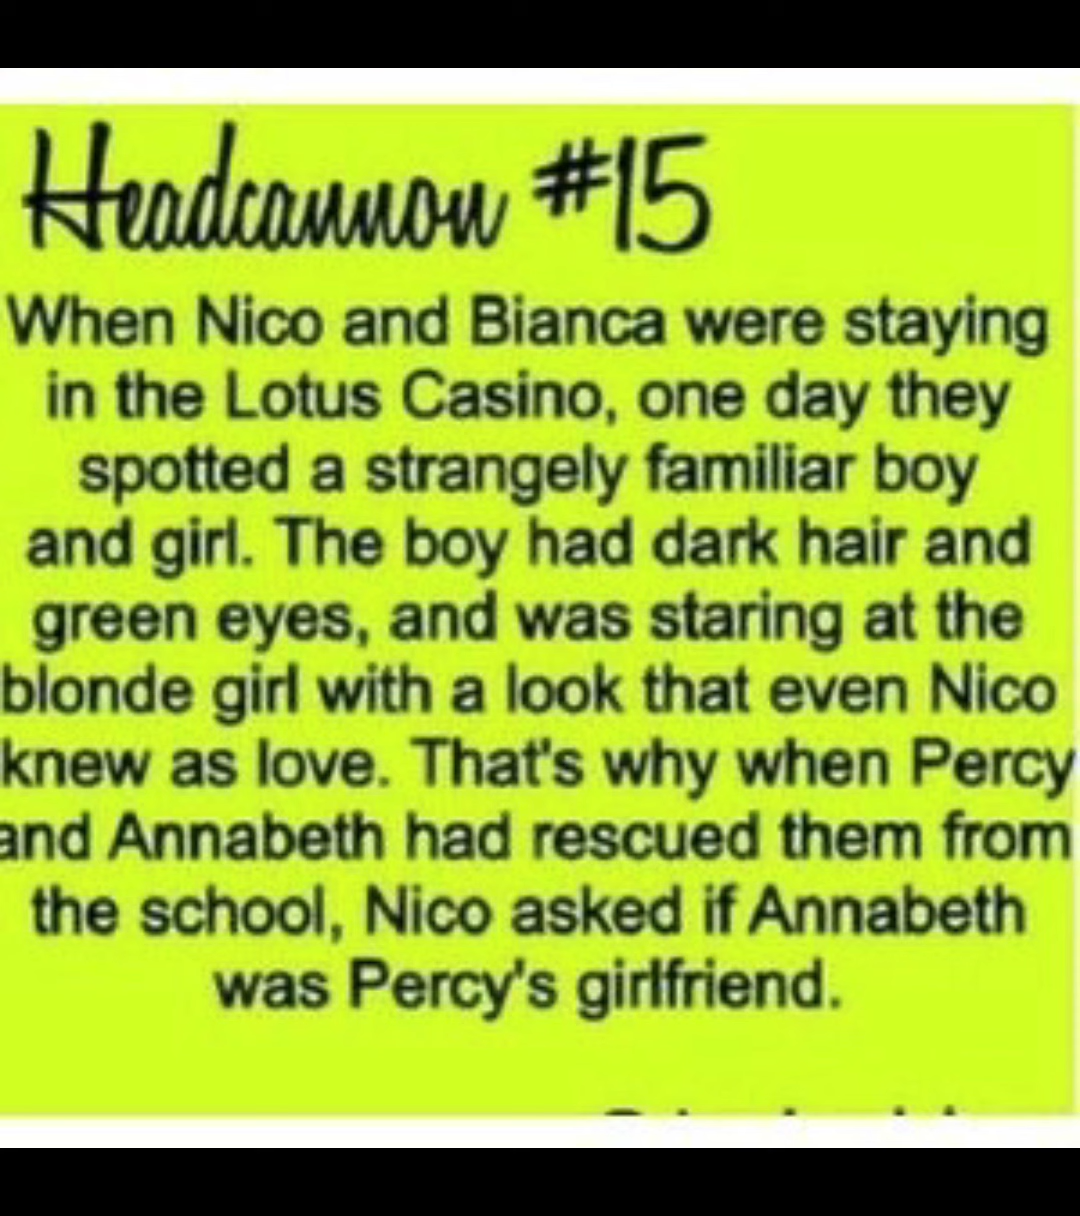 Headcannon #15
When Nico and Bianca were staying
in the Lotus Casino, one day they
spotted a strangely familiar boy
and girl. The boy had dark hair and
green eyes, and was staring at the
blonde girl with a look that even Nico
knew as love. That's why when Percy
and Annabeth had rescued them from
the school, Nico asked if Annabeth
was Percy's girlfriend.